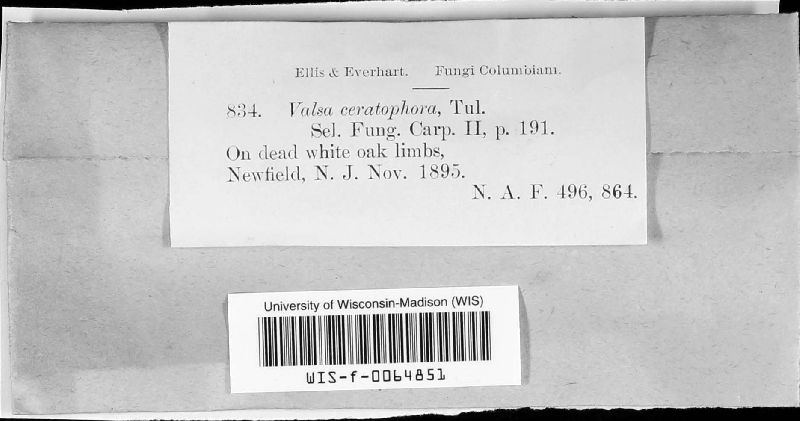 Ellis & Everhart. Fungi Columbiani.
834. Valsa ceratophora, Tul.
Sel. Fung. Carp. II, p. 191.
On dead white oak limbs,
Newfield, N. J. Nov. 1895.
N. A. F. 496, 864.
University of Wisconsin-Madison (WIS)
WIS-f-0064851